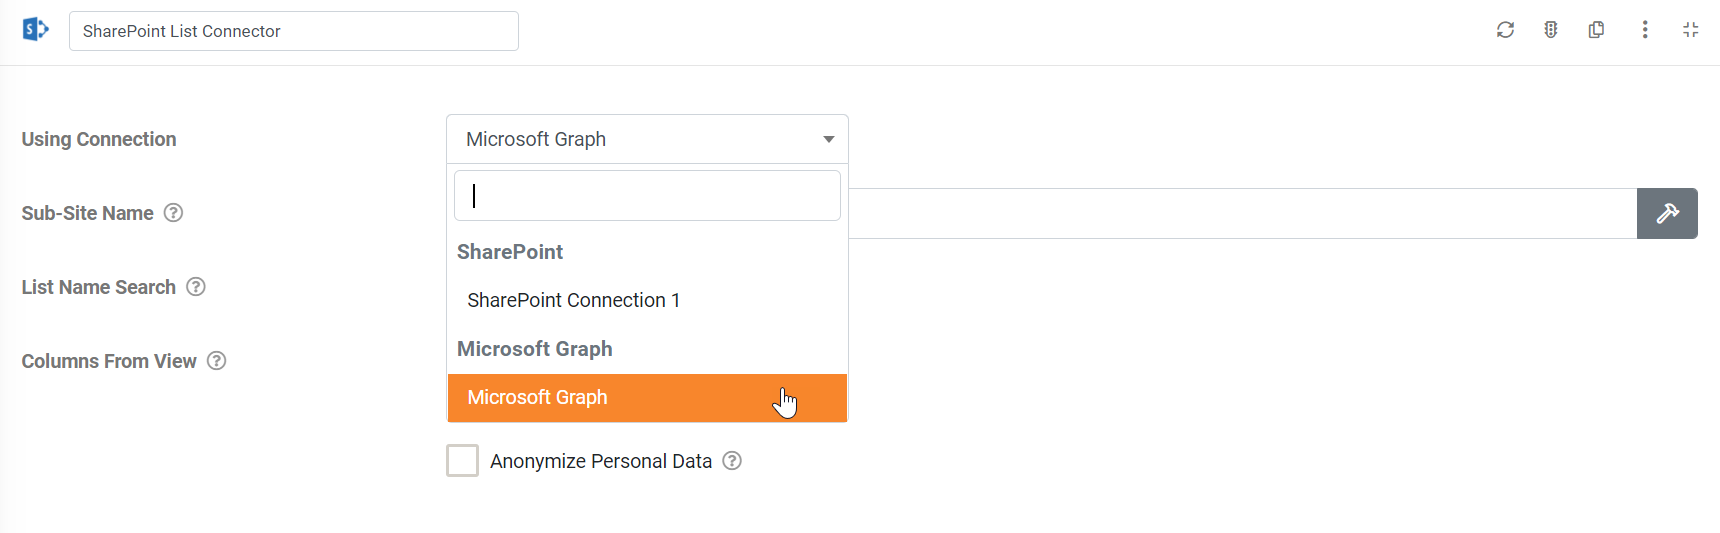 SharePoint List Connector
Using Connection
Microsoft Graph
Sub-Site Name
SharePoint
List Name Search
SharePoint Connection 1
Microsoft Graph
Columns From View
Microsoft Graph
Anonymize Personal Data